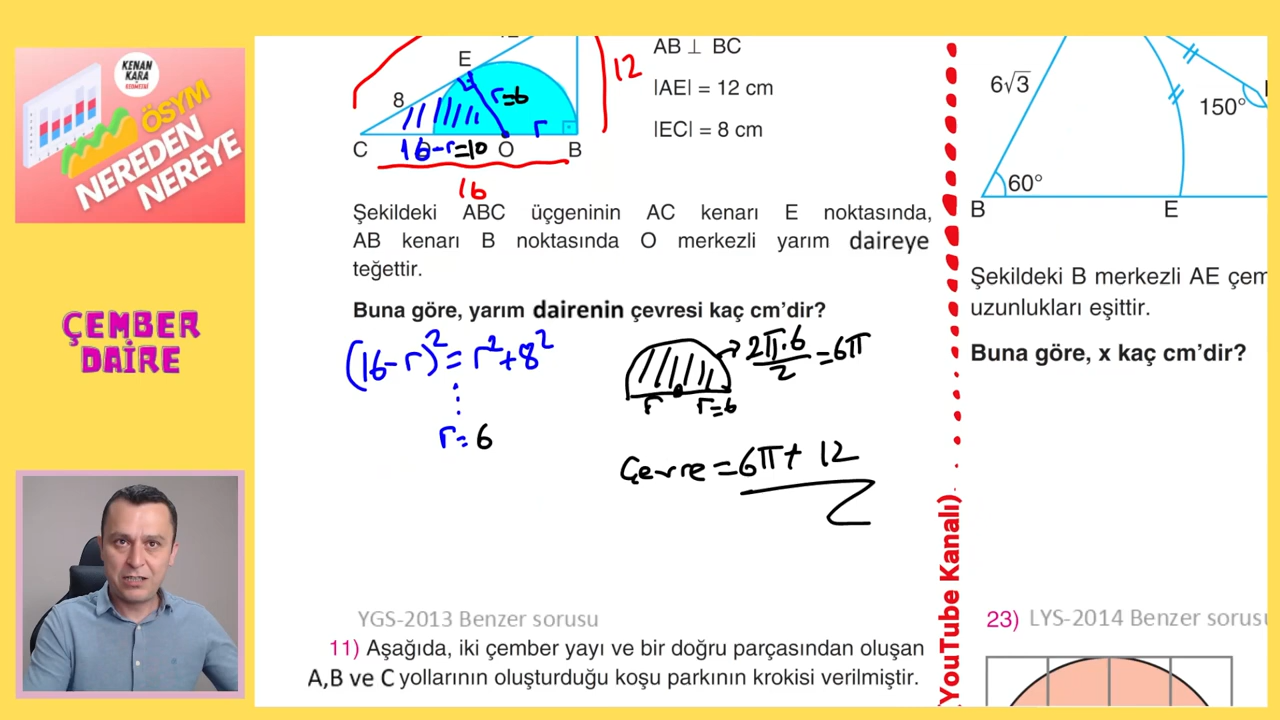 KENAN
KARA
ÖSYM
NEREDEN
NEREYE
ÇEMBER
DAİRE
12
E
8
r=6
r
16-r=10
C
O
B
16
AB ⊥ BC
|AE| = 12 cm
|EC| = 8 cm
Şekildeki ABC üçgeninin AC kenarı E noktasında,
AB kenarı B noktasında O merkezli yarım daireye
teğettir.
Buna göre, yarım dairenin çevresi kaç cm'dir?
(16-r)² = r²+8²
r=6
2π·6/2 = 6π
r
r=6
Çevre = 6π + 12
YGS-2013 Benzer sorusu
11) Aşağıda, iki çember yayı ve bir doğru parçasından oluşan
A,B ve C yollarının oluşturduğu koşu parkının krokisi verilmiştir.
YouTube Kanalı)
6√3
150°
60°
B
E
Şekildeki B merkezli AE çem
uzunlukları eşittir.
Buna göre, x kaç cm'dir?
23) LYS-2014 Benzer sorusu